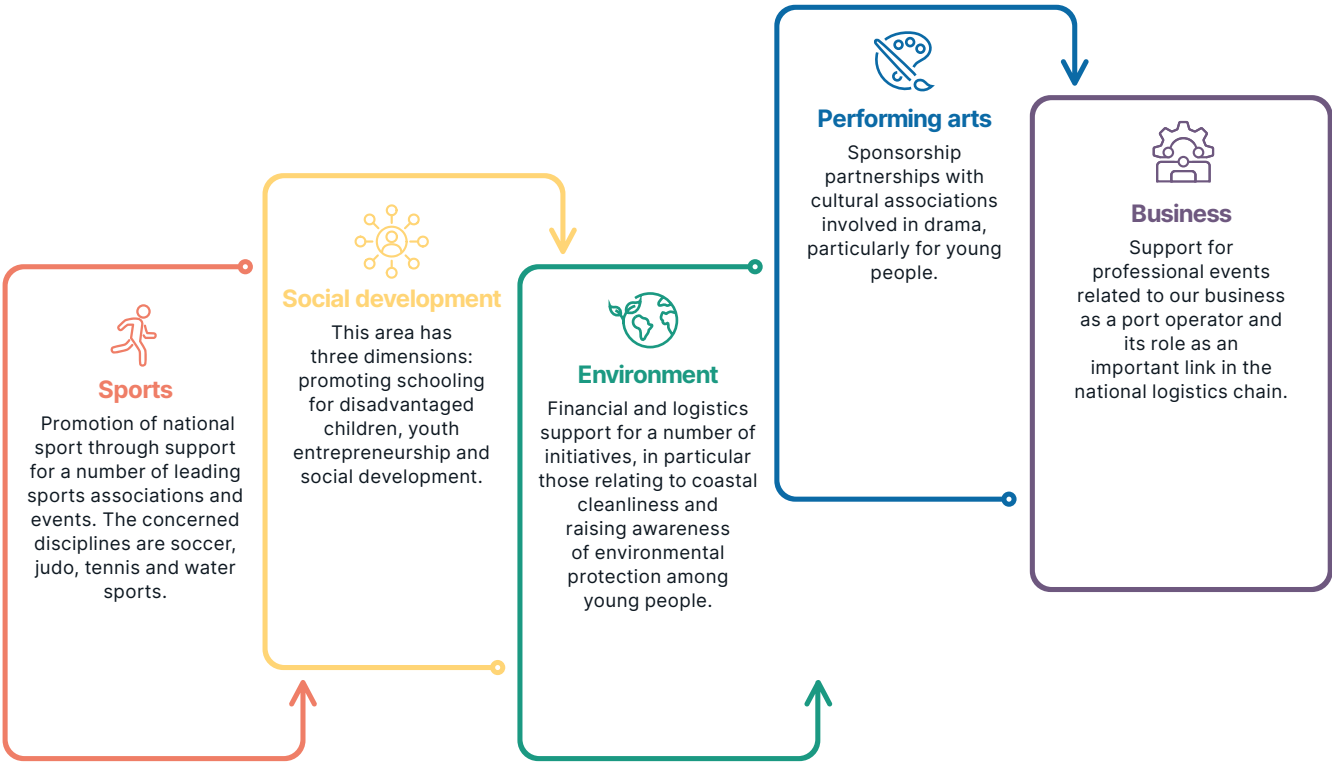 Sports
Promotion of national
sport through support
for a number of leading
sports associations and
events. The concerned
disciplines are soccer,
judo, tennis and water
sports.
Social development
This area has
three dimensions:
promoting schooling
for disadvantaged
children, youth
entrepreneurship and
social development.
Environment
Financial and logistics
support for a number of
initiatives, in particular
those relating to coastal
cleanliness and
raising awareness
of environmental
protection among
young people.
Performing arts
Sponsorship
partnerships with
cultural associations
involved in drama,
particularly for young
people.
Business
Support for
professional events
related to our business
as a port operator and
its role as an
important link in the
national logistics chain.